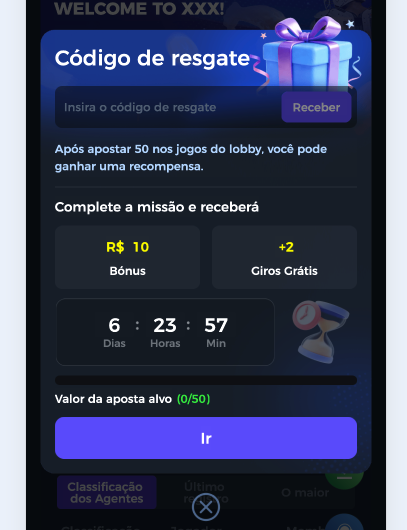 WELCOME TO XXX!
Código de resgate
Insira o código de resgate
Receber
Após apostar 50 nos jogos do lobby, você pode
ganhar uma recompensa.
Complete a missão e receberá
R$ 10
Bónus
+2
Giros Grátis
6 : 23 : 57
Dias Horas Min
Valor da aposta alvo (0/50)
Ir
Classificação
dos Agentes
Último
O maior